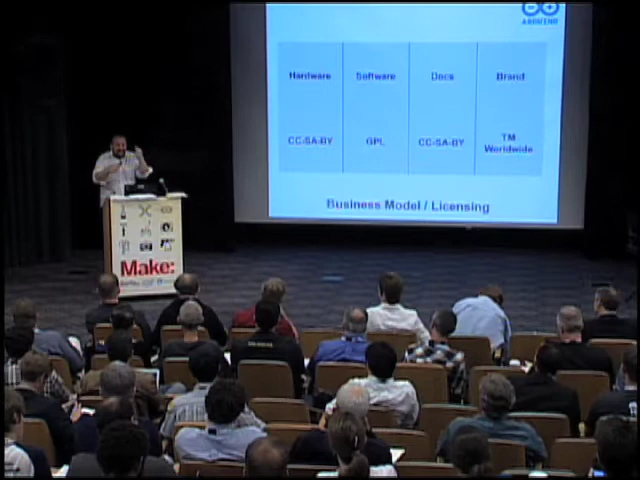 ARDUINO
Hardware Software Docs Brand
CC-SA-BY GPL CC-SA-BY TM
Worldwide
Business Model / Licensing
Make: